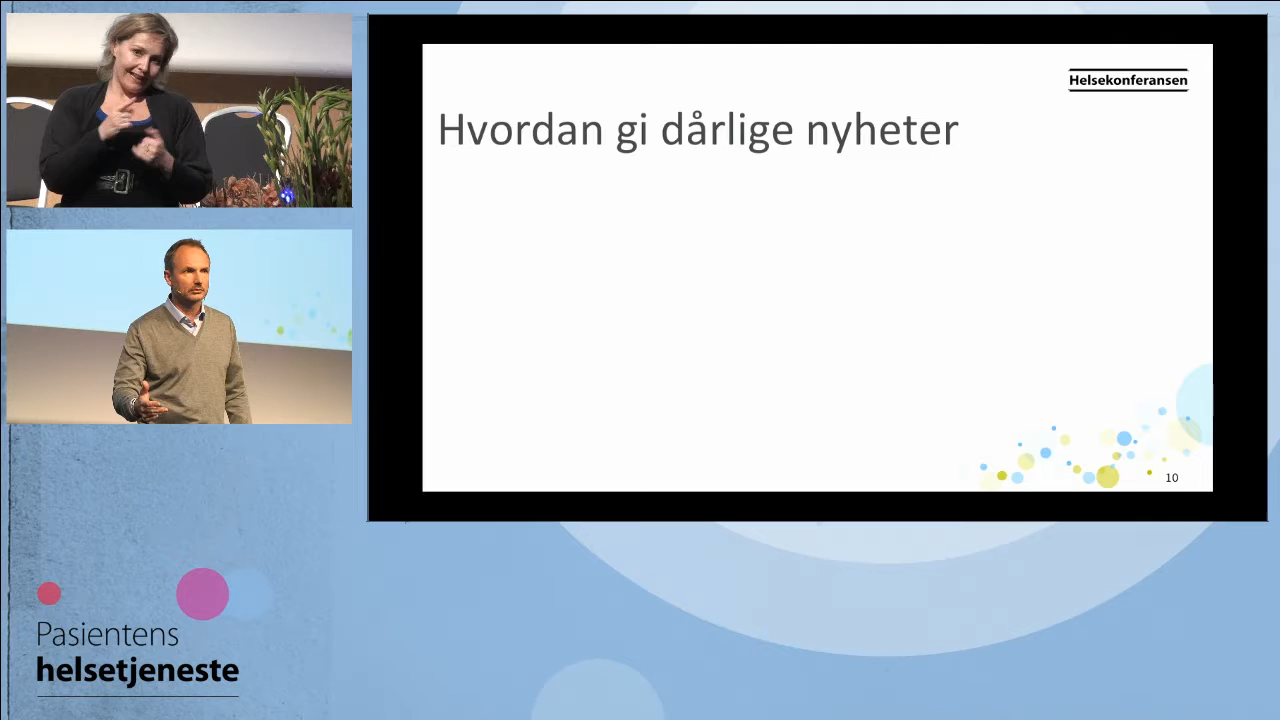 Helsekonferansen
Hvordan gi dårlige nyheter
10
Pasientens
helsetjeneste